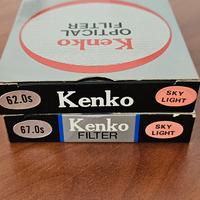 Kenko
OPTICAL
FILTER
62.0s
Kenko
SKY
LIGHT
67.0s
Kenko
FILTER
SKY
LIGHT